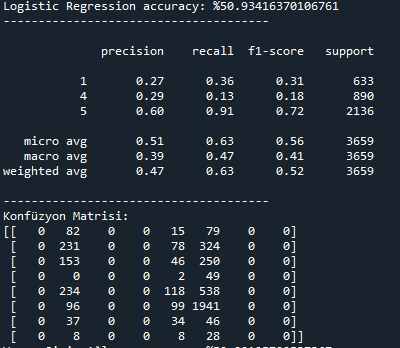 Logistic Regression accuracy: %50.93416370106761
---------------------------------------
precision recall f1-score support
1 0.27 0.36 0.31 633
4 0.29 0.13 0.18 890
5 0.60 0.91 0.72 2136
micro avg 0.51 0.63 0.56 3659
macro avg 0.39 0.47 0.41 3659
weighted avg 0.47 0.63 0.52 3659
---------------------------------------
Konfüzyon Matrisi:
[[ 0 82 0 0 15 79 0 0]
[ 0 231 0 0 78 324 0 0]
[ 0 153 0 0 46 250 0 0]
[ 0 0 0 0 2 49 0 0]
[ 0 234 0 0 118 538 0 0]
[ 0 96 0 0 99 1941 0 0]
[ 0 37 0 0 34 46 0 0]
[ 0 8 0 0 8 28 0 0]]